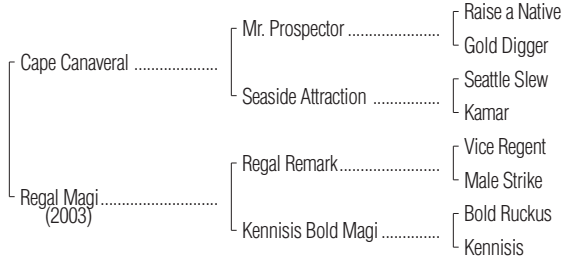 Raise a Native
Mr. Prospector ....................
Gold Digger
Cape Canaveral ....................
Seattle Slew
Seaside Attraction ................
Kamar
Vice Regent
Regal Remark......................
Male Strike
Regal Magi............................
(2003)
Bold Ruckus
Kennisis Bold Magi ..............
Kennisis